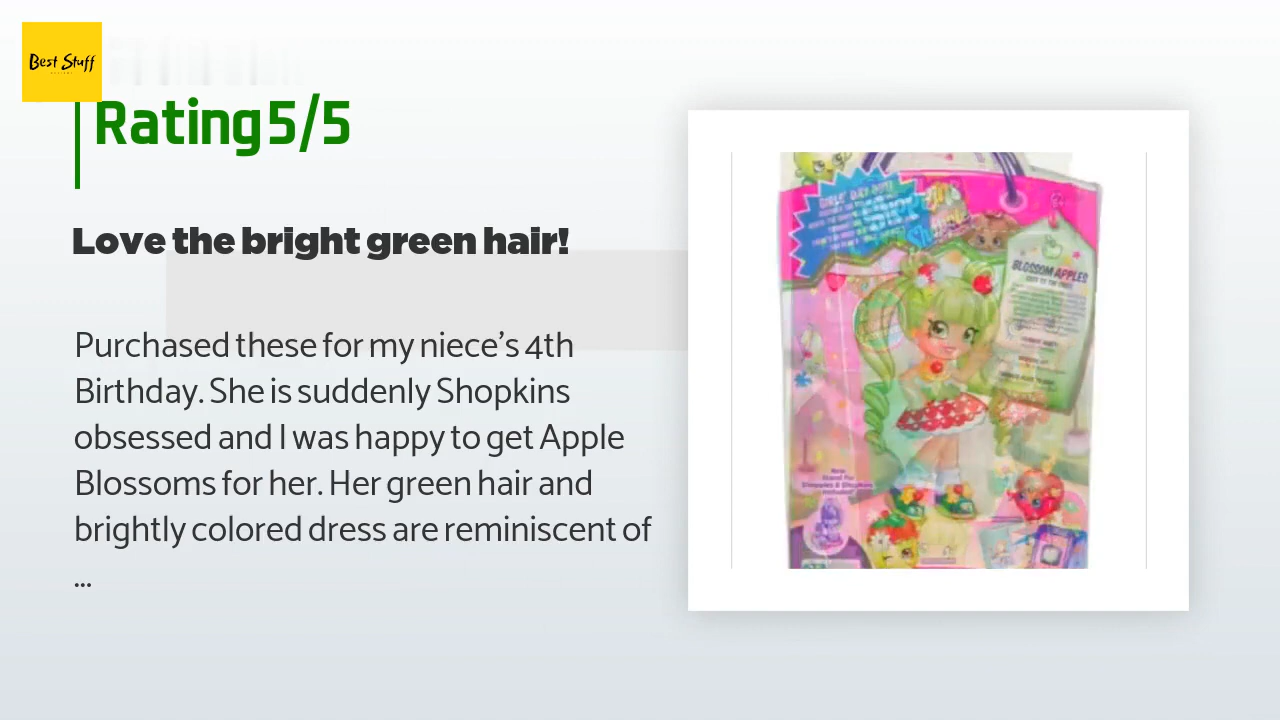 Best Stuff
Rating 5/5
Love the bright green hair!
Purchased these for my niece’s 4th
Birthday. She is suddenly Shopkins
obsessed and I was happy to get Apple
Blossoms for her. Her green hair and
brightly colored dress are reminiscent of
...
BLOSSOM APPLES